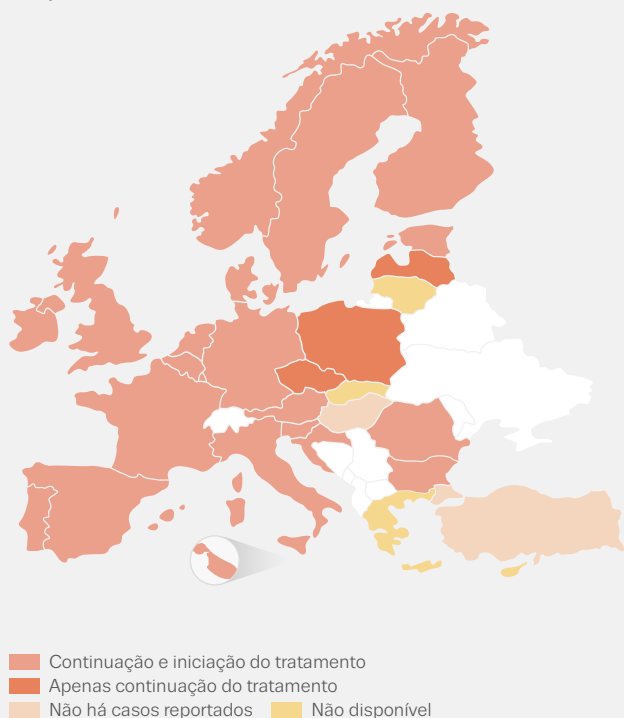 Continuação e iniciação do tratamento
Apenas continuação do tratamento
Não há casos reportados Não disponível